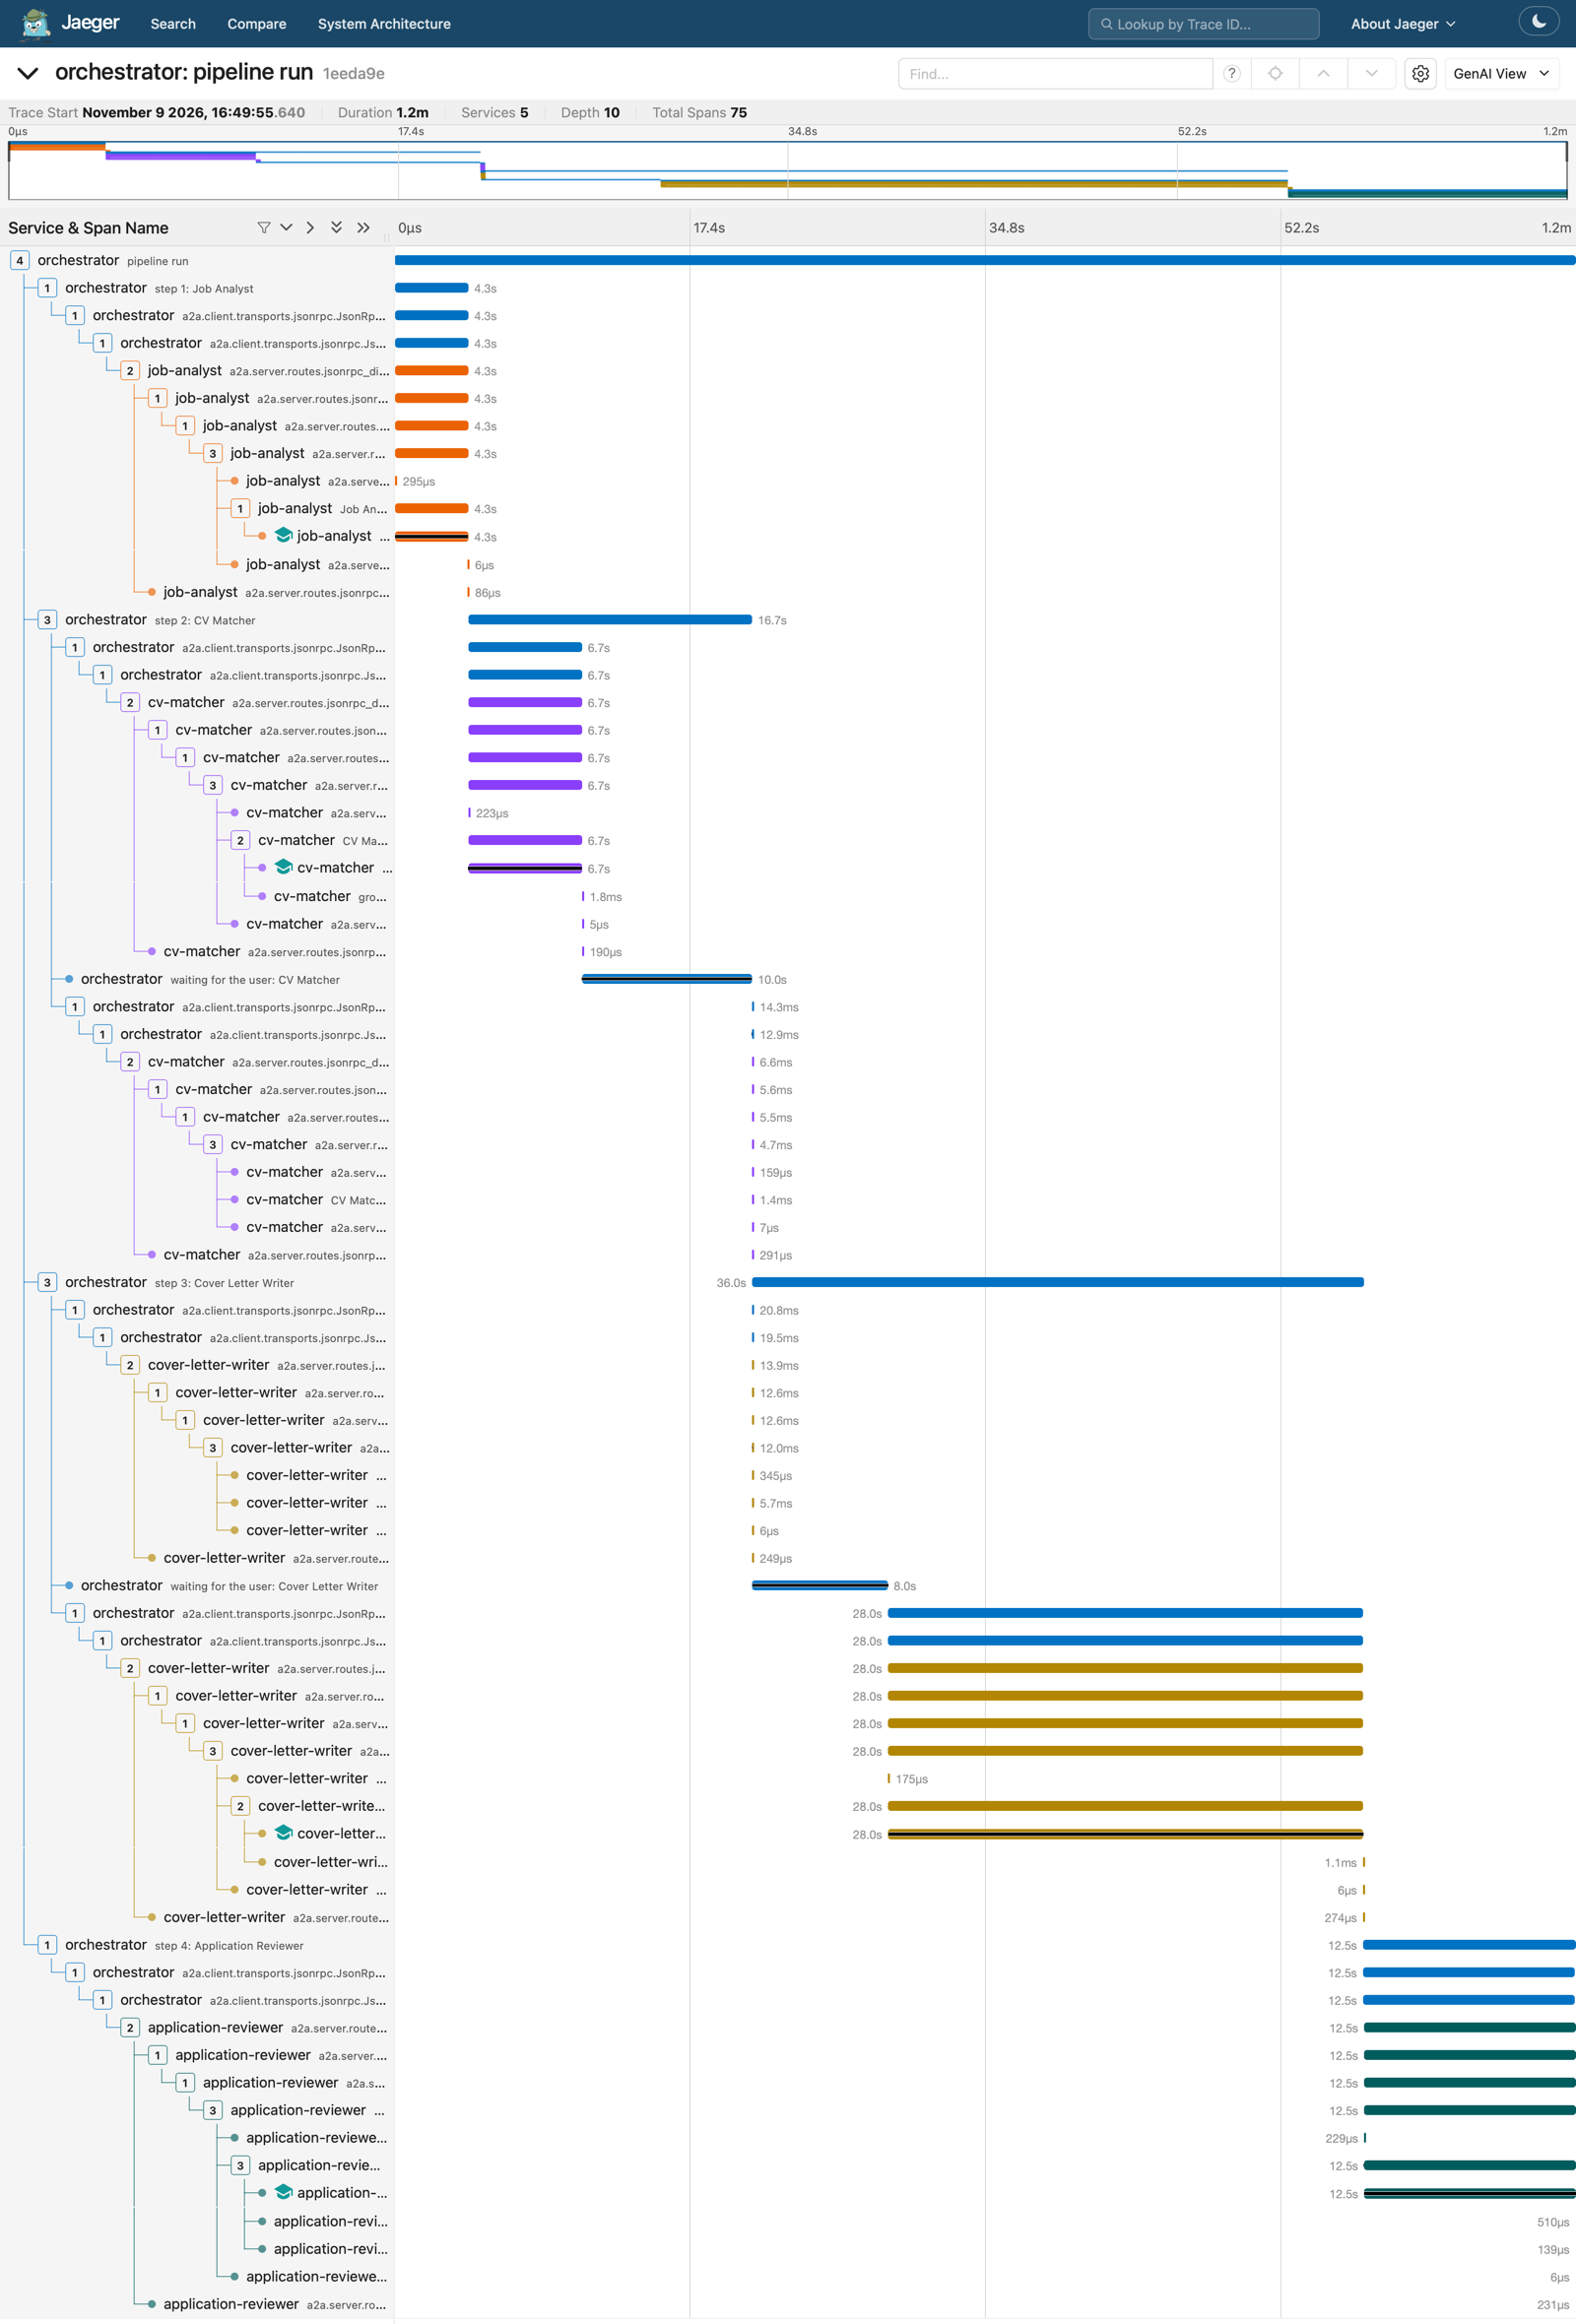 Jaeger Search Compare System Architecture Lookup by Trace ID... About Jaeger
orchestrator: pipeline run 1eeda9e Find... ? GenAI View
Trace Start November 9 2026, 16:49:55.640 Duration 1.2m Services 5 Depth 10 Total Spans 75
0μs 17.4s 34.8s 52.2s 1.2m
Service & Span Name 0μs 17.4s 34.8s 52.2s 1.2m
4 orchestrator pipeline run
1 orchestrator step 1: Job Analyst 4.3s
1 orchestrator a2a.client.transports.jsonrpc.JsonRp... 4.3s
1 orchestrator a2a.client.transports.jsonrpc.Js... 4.3s
2 job-analyst a2a.server.routes.jsonrpc_di... 4.3s
1 job-analyst a2a.server.routes.jsonr... 4.3s
1 job-analyst a2a.server.routes.... 4.3s
3 job-analyst a2a.server.r... 4.3s
job-analyst a2a.serve... 295μs
1 job-analyst Job An... 4.3s
job-analyst ... 4.3s
job-analyst a2a.serve... 6μs
job-analyst a2a.server.routes.jsonrpc... 86μs
3 orchestrator step 2: CV Matcher 16.7s
1 orchestrator a2a.client.transports.jsonrpc.JsonRp... 6.7s
1 orchestrator a2a.client.transports.jsonrpc.Js... 6.7s
2 cv-matcher a2a.server.routes.jsonrpc_d... 6.7s
1 cv-matcher a2a.server.routes.json... 6.7s
1 cv-matcher a2a.server.routes... 6.7s
3 cv-matcher a2a.server.r... 6.7s
cv-matcher a2a.serv... 223μs
2 cv-matcher CV Ma... 6.7s
cv-matcher ... 6.7s
cv-matcher gro... 1.8ms
cv-matcher a2a.serv... 5μs
cv-matcher a2a.server.routes.jsonrp... 190μs
orchestrator waiting for the user: CV Matcher 10.0s
1 orchestrator a2a.client.transports.jsonrpc.JsonRp... 14.3ms
1 orchestrator a2a.client.transports.jsonrpc.Js... 12.9ms
2 cv-matcher a2a.server.routes.jsonrpc_d... 6.6ms
1 cv-matcher a2a.server.routes.json... 5.6ms
1 cv-matcher a2a.server.routes... 5.5ms
3 cv-matcher a2a.server.r... 4.7ms
cv-matcher a2a.serv... 159μs
cv-matcher CV Matc... 1.4ms
cv-matcher a2a.serv... 7μs
cv-matcher a2a.server.routes.jsonrp... 291μs
3 orchestrator step 3: Cover Letter Writer 36.0s
1 orchestrator a2a.client.transports.jsonrpc.JsonRp... 20.8ms
1 orchestrator a2a.client.transports.jsonrpc.Js... 19.5ms
2 cover-letter-writer a2a.server.routes.j... 13.9ms
1 cover-letter-writer a2a.server.ro... 12.6ms
1 cover-letter-writer a2a.serv... 12.6ms
3 cover-letter-writer a2a... 12.0ms
cover-letter-writer ... 345μs
cover-letter-writer ... 5.7ms
cover-letter-writer ... 6μs
cover-letter-writer a2a.server.route... 249μs
orchestrator waiting for the user: Cover Letter Writer 8.0s
1 orchestrator a2a.client.transports.jsonrpc.JsonRp... 28.0s
1 orchestrator a2a.client.transports.jsonrpc.Js... 28.0s
2 cover-letter-writer a2a.server.routes.j... 28.0s
1 cover-letter-writer a2a.server.ro... 28.0s
1 cover-letter-writer a2a.serv... 28.0s
3 cover-letter-writer a2a... 28.0s
cover-letter-writer ... 175μs
2 cover-letter-write... 28.0s
cover-letter... 28.0s
cover-letter-wri... 1.1ms
cover-letter-writer ... 6μs
cover-letter-writer a2a.server.route... 274μs
1 orchestrator step 4: Application Reviewer 12.5s
1 orchestrator a2a.client.transports.jsonrpc.JsonRp... 12.5s
1 orchestrator a2a.client.transports.jsonrpc.Js... 12.5s
2 application-reviewer a2a.server.route... 12.5s
1 application-reviewer a2a.server.... 12.5s
1 application-reviewer a2a.s... 12.5s
3 application-reviewer ... 12.5s
application-reviewe... 229μs
3 application-revie... 12.5s
application-... 12.5s
application-revi... 510μs
application-revi... 139μs
application-reviewe... 6μs
application-reviewer a2a.server.ro... 231μs